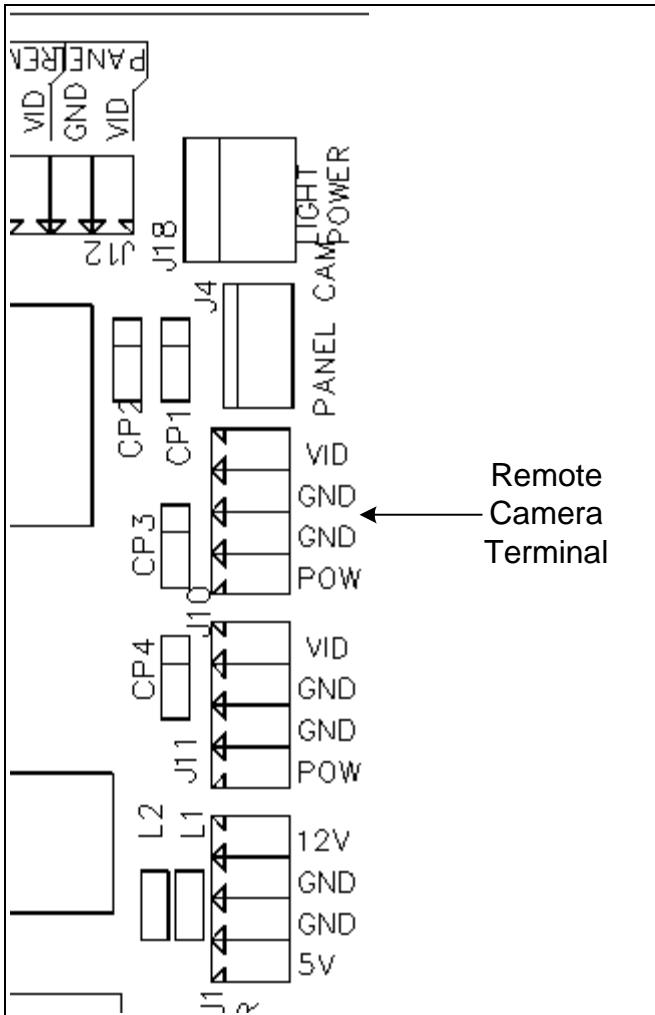 PANEL
VID
GND
VID
J12
J18
LIGHT
POWER
J4
PANEL CAM
CP2
CP1
VID
GND
GND
POW
Remote
Camera
Terminal
CP3
J10
CP4
VID
GND
GND
POW
J11
L2
L1
12V
GND
GND
5V
J1